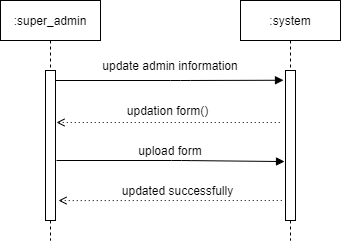 :super_admin
:system
update admin information
updation form()
upload form
updated successfully